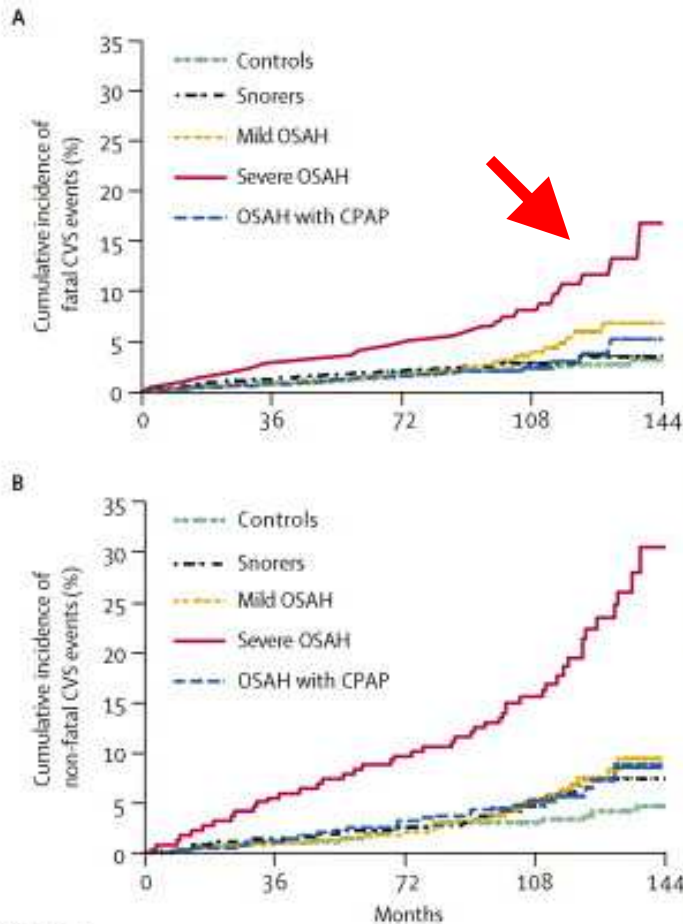 A
Cumulative incidence of
fatal CVS events (%)
35
30
25
20
15
10
5
0
Controls
Snorers
Mild OSAH
Severe OSAH
OSAH with CPAP
0 36 72 108 144
B
Cumulative incidence of
non-fatal CVS events (%)
35
30
25
20
15
10
5
0
Controls
Snorers
Mild OSAH
Severe OSAH
OSAH with CPAP
0 36 72 108 144
Months